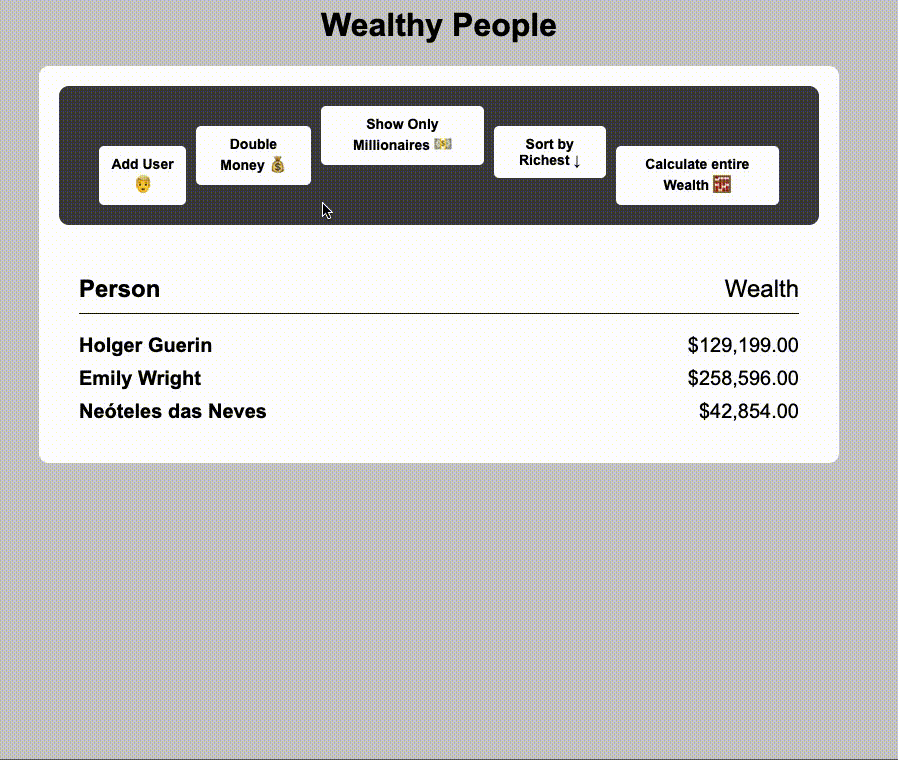 Wealthy People
Add User
👨
Double
Money 💰
Show Only
Millionaires 💵
Sort by
Richest ↓
Calculate entire
Wealth 🧮
Person Wealth
Holger Guerin $129,199.00
Emily Wright $258,596.00
Neóteles das Neves $42,854.00